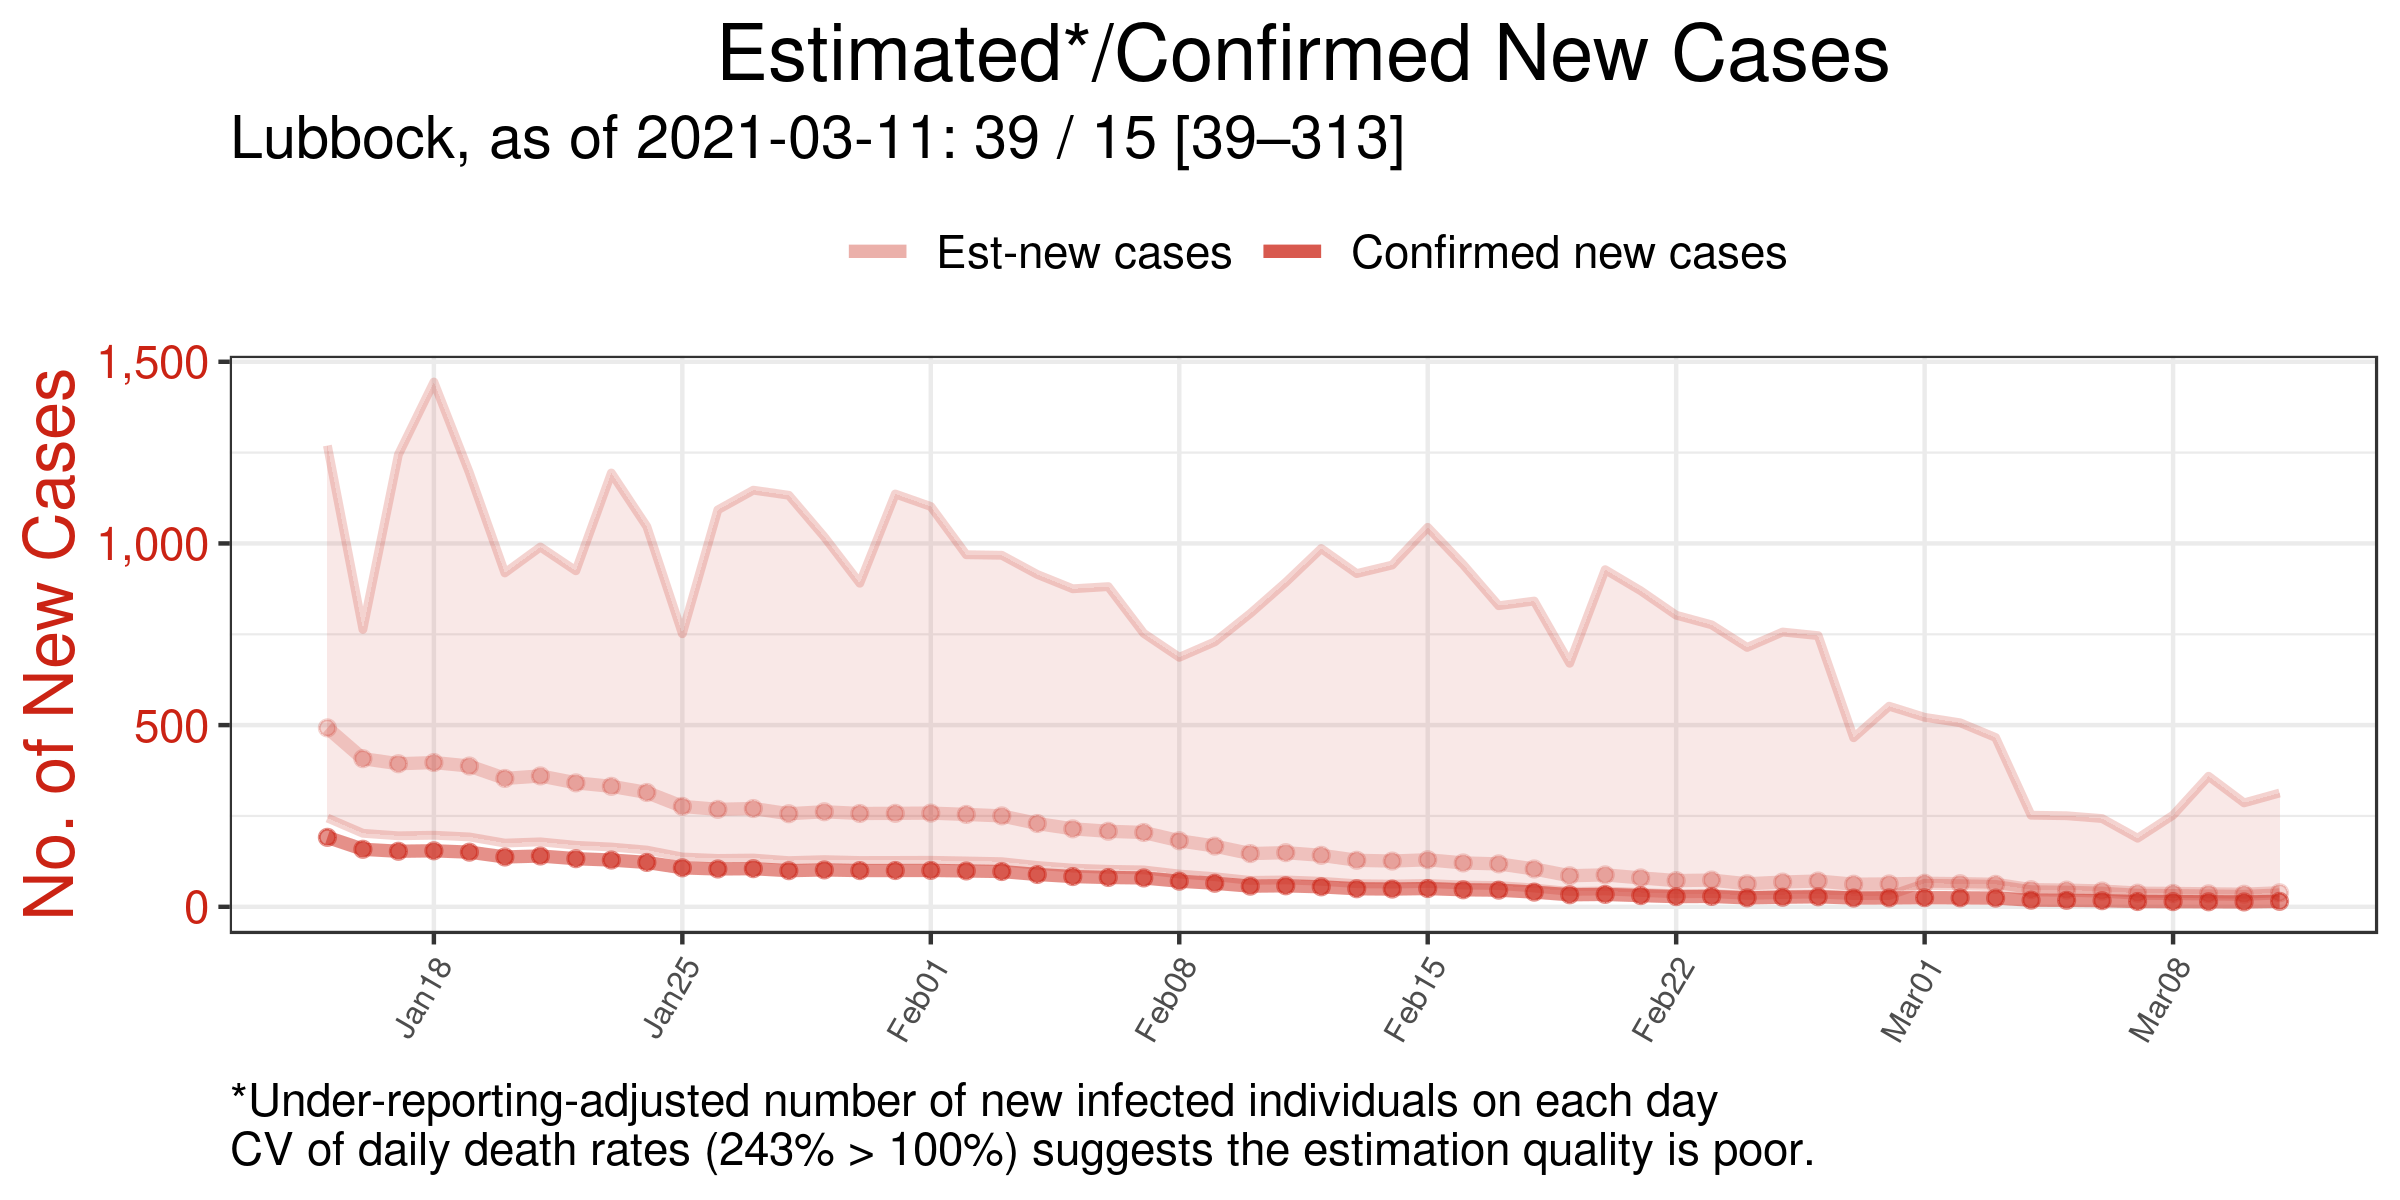 Estimated*/Confirmed New Cases
Lubbock, as of 2021-03-11: 39 / 15 [39–313]
Est-new cases Confirmed new cases
No. of New Cases
1,500
1,000
500
0
Jan18 Jan25 Feb01 Feb08 Feb15 Feb22 Mar01 Mar08
*Under-reporting-adjusted number of new infected individuals on each day
CV of daily death rates (243% > 100%) suggests the estimation quality is poor.